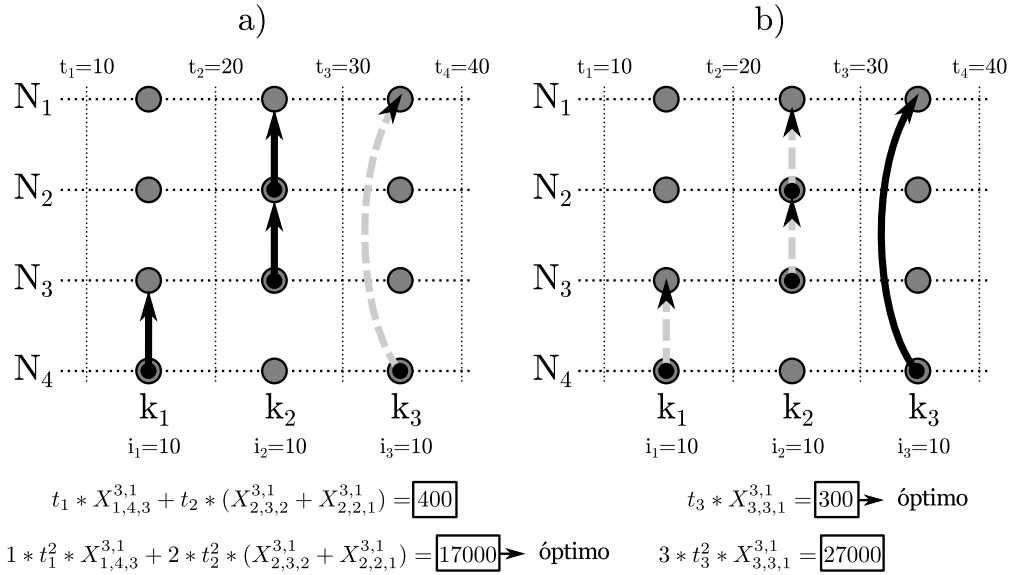 a) b)
t₁=10 t₂=20 t₃=30 t₄=40 t₁=10 t₂=20 t₃=30 t₄=40
N₁ N₁
N₂ N₂
N₃ N₃
N₄ N₄
k₁ k₂ k₃ k₁ k₂ k₃
i₁=10 i₂=10 i₃=10 i₁=10 i₂=10 i₃=10
t₁ * X^{3,1}_{1,4,3} + t₂ * (X^{3,1}_{2,3,2} + X^{3,1}_{2,2,1}) = 400 t₃ * X^{3,1}_{3,3,1} = 300 óptimo
1 * t₁² * X^{3,1}_{1,4,3} + 2 * t₂² * (X^{3,1}_{2,3,2} + X^{3,1}_{2,2,1}) = 17000 óptimo 3 * t₃² * X^{3,1}_{3,3,1} = 27000